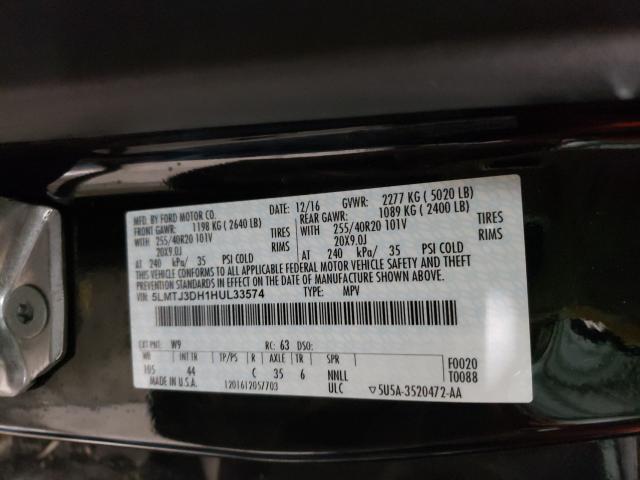 MFD. BY FORD MOTOR CO.
12/16 GVWR: 2277 KG ( 5020 LB)
FRONT GAWR: 1198 KG ( 2640 LB) REAR GAWR: 1089 KG ( 2400 LB)
WITH 255/40R20 101V TIRES WITH 255/40R20 101V TIRES
20X9.0J RIMS 20X9.0J RIMS
AT 240 kPa/ 35 PSI COLD AT 240 kPa/ 35 PSI COLD
THIS VEHICLE CONFORMS TO ALL APPLICABLE FEDERAL MOTOR VEHICLE SAFETY AND THEFT
PREVENTION STANDARDS IN EFFECT ON THE DATE OF MANUFACTURE SHOWN ABOVE.
VIN: 5LMTJ3DH1HUL33574 TYPE: MPV
EXT PNT: W9 RC: 63 DSO:
WB INT TR TP/PS R AXLE TR SPR
105 44 C 35 6 NNLL F0020
ULC T0088
MADE IN U.S.A. 1201612057703 5U5A-3520472-AA